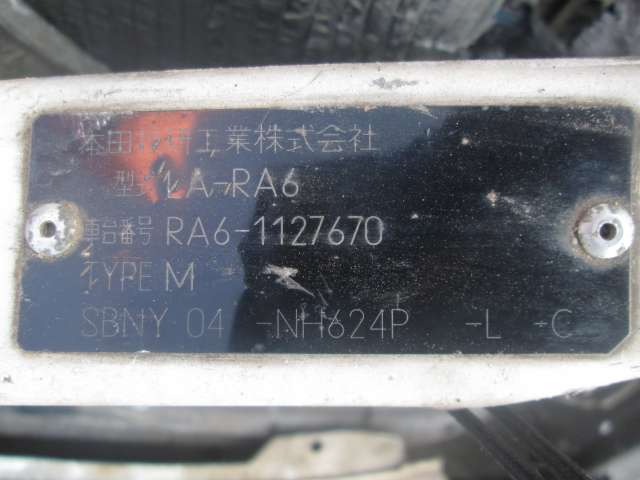 本田技研工業株式会社
型式 LA-RA6
車台番号 RA6-1127670
TYPE M
SBNY 04 -NH624P -L -C